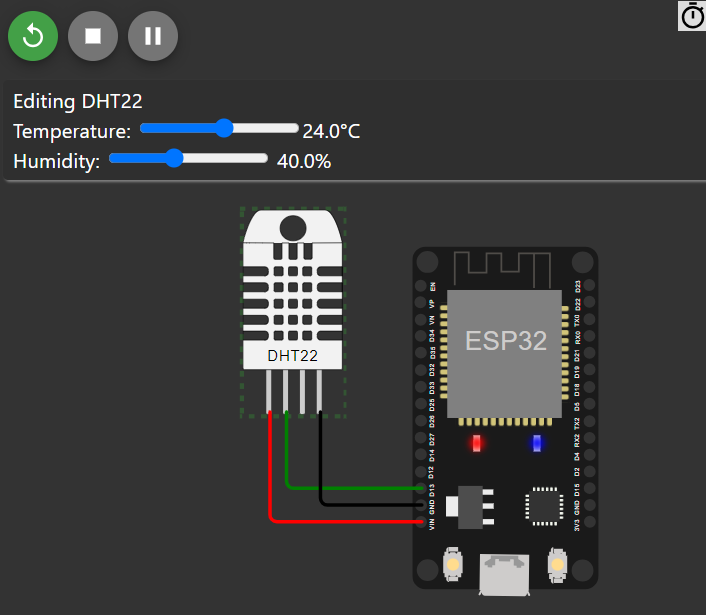 Editing DHT22
Temperature: 24.0°C
Humidity: 40.0%
DHT22
ESP32
EN
VP
VN
D34
D35
D32
D33
D25
D26
D27
D14
D12
D13
GND
VIN
D23
D22
TX0
RX0
D21
D19
D18
D5
TX2
RX2
D4
D2
D15
GND
3V3